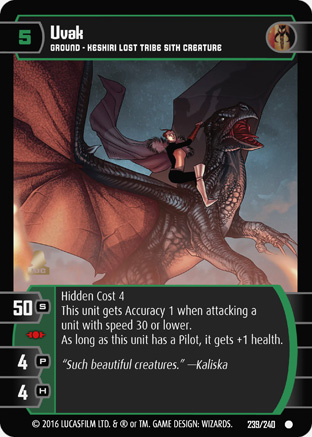 5
Uvak
GROUND - KESHIRI LOST TRIBE SITH CREATURE
50 S
4 P
4 H
Hidden Cost 4
This unit gets Accuracy 1 when attacking a
unit with speed 30 or lower.
As long as this unit has a Pilot, it gets +1 health.
"Such beautiful creatures." —Kaliska
© 2016 LUCASFILM LTD. & ® or TM. GAME DESIGN: WIZARDS.
239/240